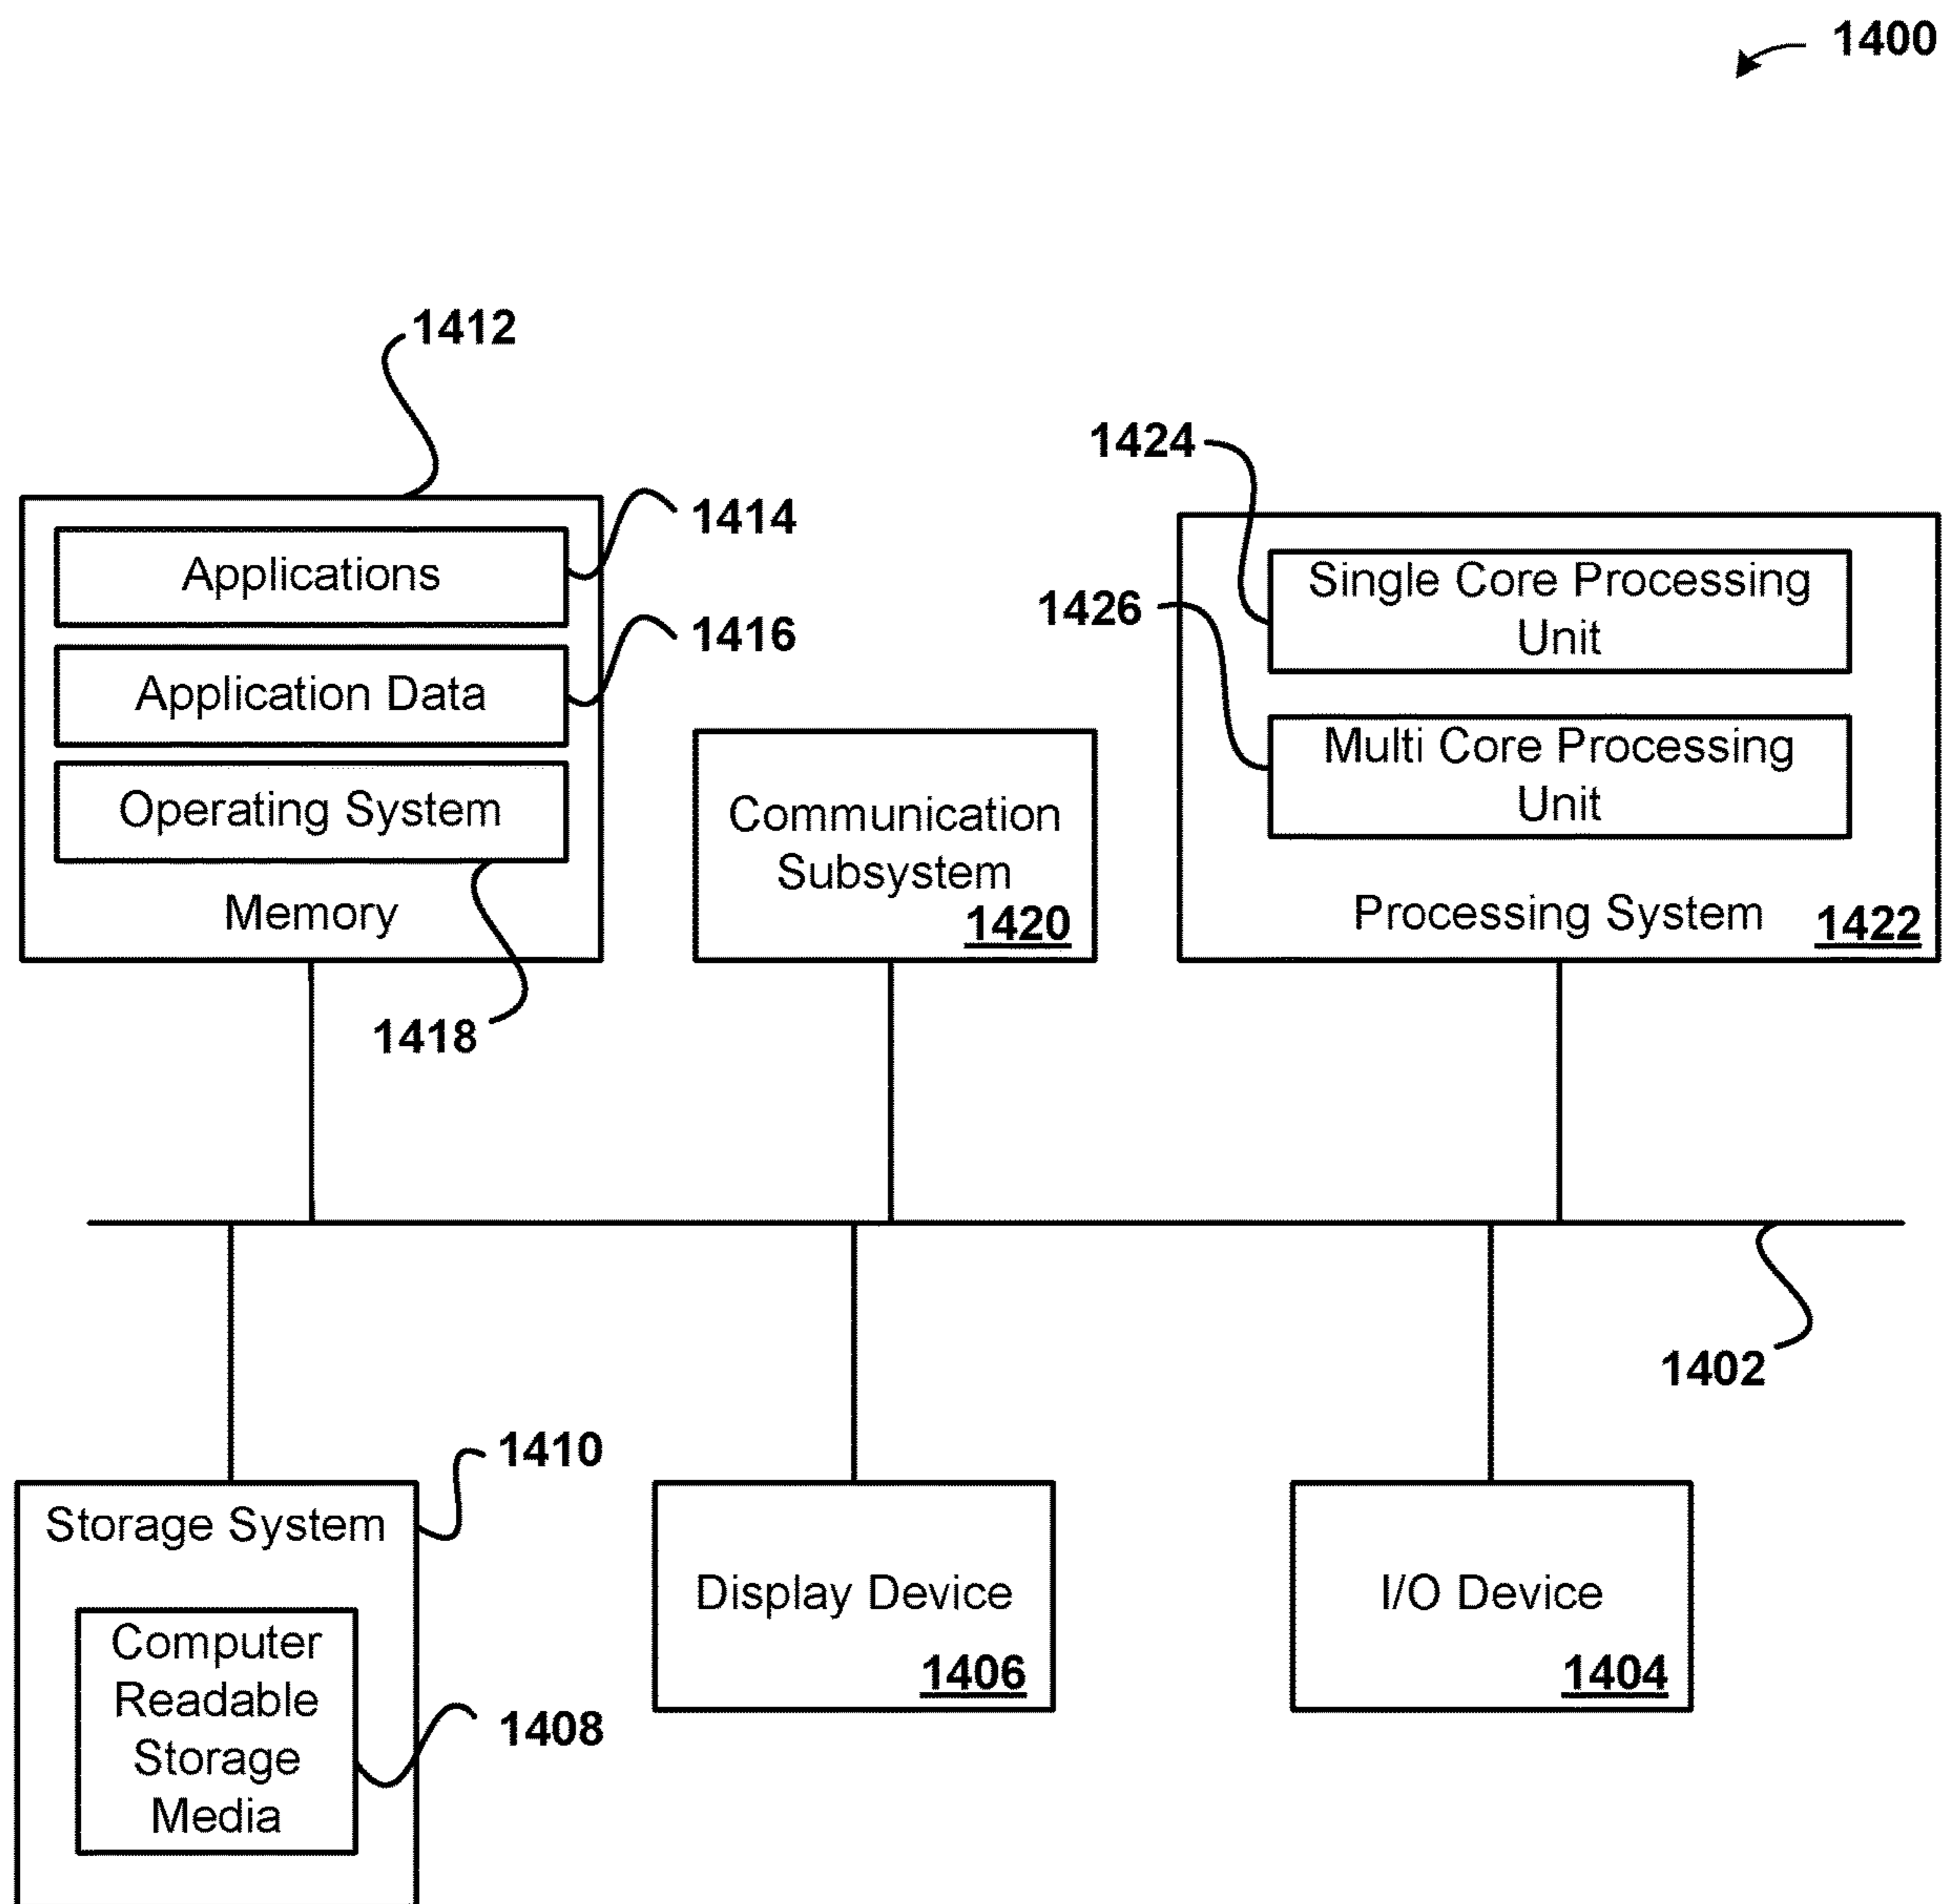 1400
1412
1414
Applications
1416
Application Data
Operating System
Memory
1418
Communication
Subsystem
1420
1424
Single Core Processing
Unit
1426
Multi Core Processing
Unit
Processing System
1422
1402
1410
Storage System
Computer
Readable
Storage
Media
1408
Display Device
1406
I/O Device
1404